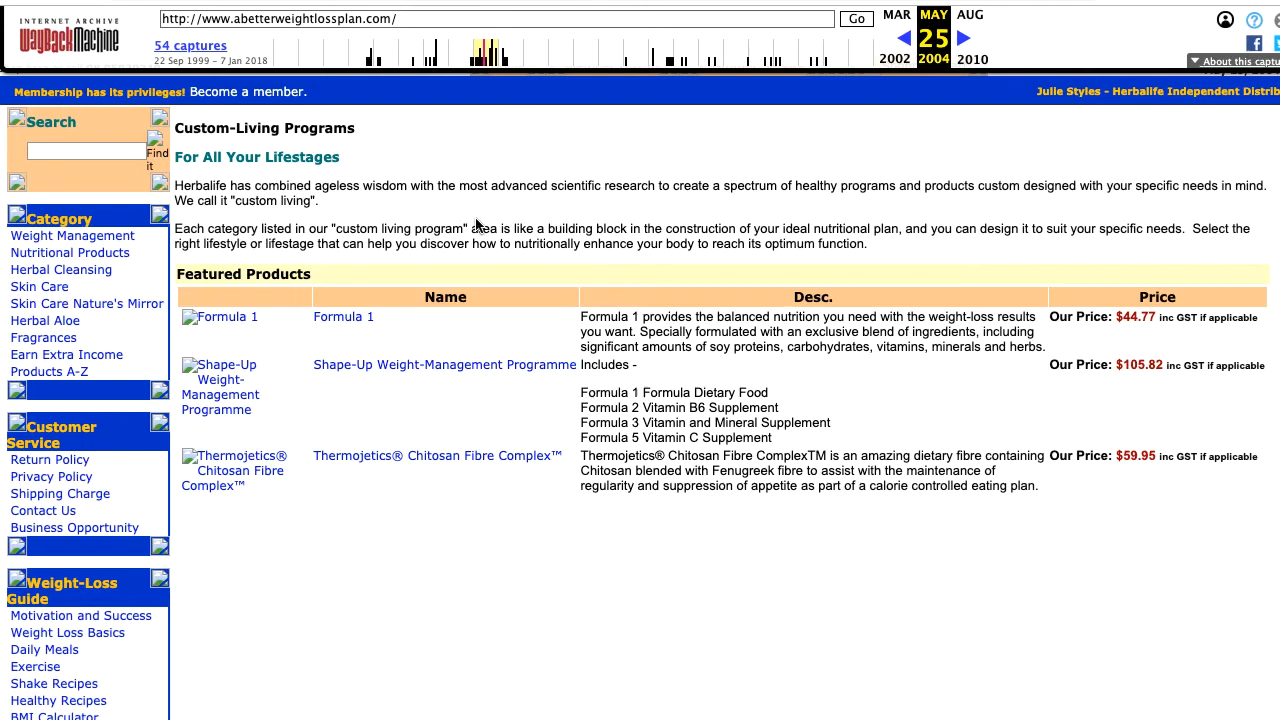 INTERNET ARCHIVE
WayBackMachine
http://www.abetterweightlossplan.com/
Go
54 captures
22 Sep 1999 – 7 Jan 2018
MAR MAY AUG
25
2002 2004 2010
About this captu
Membership has its privileges! Become a member.
Julie Styles - Herbalife Independent Distrib
Search
Find it
Category
Weight Management
Nutritional Products
Herbal Cleansing
Skin Care
Skin Care Nature's Mirror
Herbal Aloe
Fragrances
Earn Extra Income
Products A-Z
Customer
Service
Return Policy
Privacy Policy
Shipping Charge
Contact Us
Business Opportunity
Weight-Loss
Guide
Motivation and Success
Weight Loss Basics
Daily Meals
Exercise
Shake Recipes
Healthy Recipes
BMI Calculator
Custom-Living Programs
For All Your Lifestages
Herbalife has combined ageless wisdom with the most advanced scientific research to create a spectrum of healthy programs and products custom designed with your specific needs in mind.
We call it "custom living".
Each category listed in our "custom living program" area is like a building block in the construction of your ideal nutritional plan, and you can design it to suit your specific needs. Select the
right lifestyle or lifestage that can help you discover how to nutritionally enhance your body to reach its optimum function.
Featured Products
Name Desc. Price
Formula 1 Formula 1 Formula 1 provides the balanced nutrition you need with the weight-loss results Our Price: $44.77 inc GST if applicable
you want. Specially formulated with an exclusive blend of ingredients, including
significant amounts of soy proteins, carbohydrates, vitamins, minerals and herbs.
Shape-Up Shape-Up Weight-Management Programme Includes - Our Price: $105.82 inc GST if applicable
Weight-
Management Formula 1 Formula Dietary Food
Programme Formula 2 Vitamin B6 Supplement
Formula 3 Vitamin and Mineral Supplement
Formula 5 Vitamin C Supplement
Thermojetics® Thermojetics® Chitosan Fibre Complex™ Thermojetics® Chitosan Fibre ComplexTM is an amazing dietary fibre containing Our Price: $59.95 inc GST if applicable
Chitosan Fibre Chitosan blended with Fenugreek fibre to assist with the maintenance of
Complex™ regularity and suppression of appetite as part of a calorie controlled eating plan.